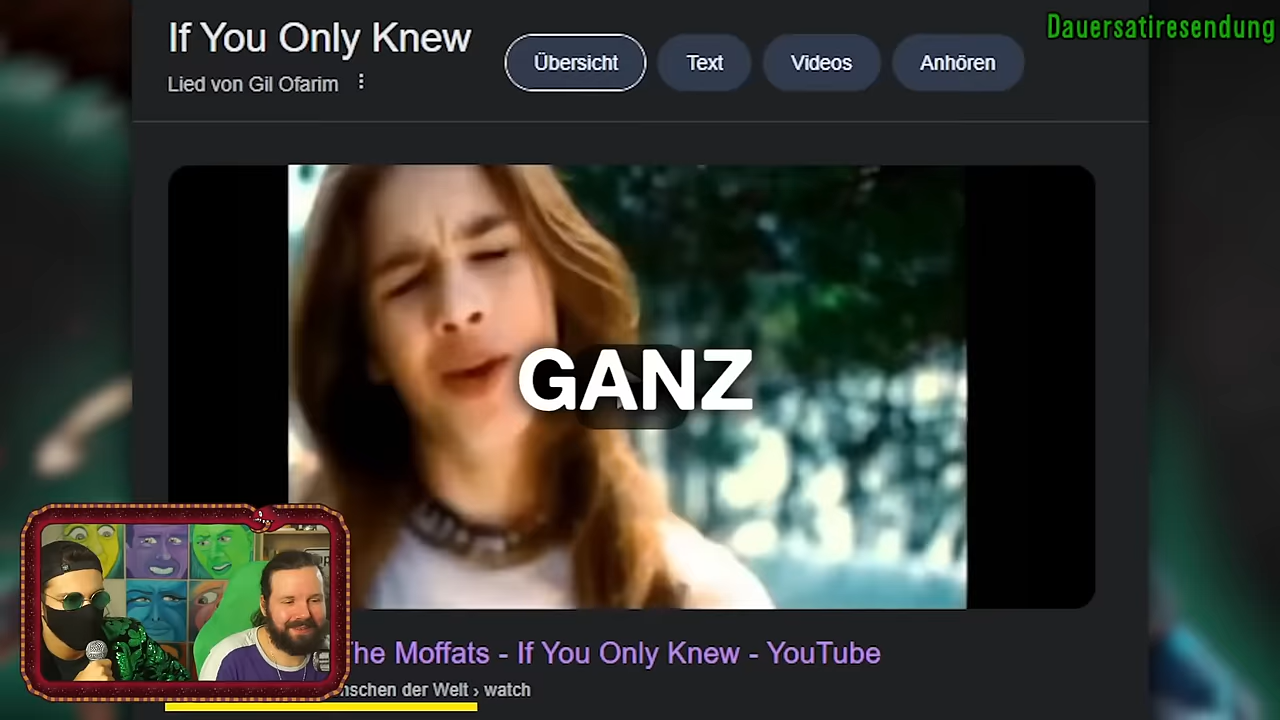 Dauersatiresendung
If You Only Knew
Lied von Gil Ofarim
Übersicht
Text
Videos
Anhören
GANZ
The Moffats - If You Only Knew - YouTube
nschen der Welt › watch